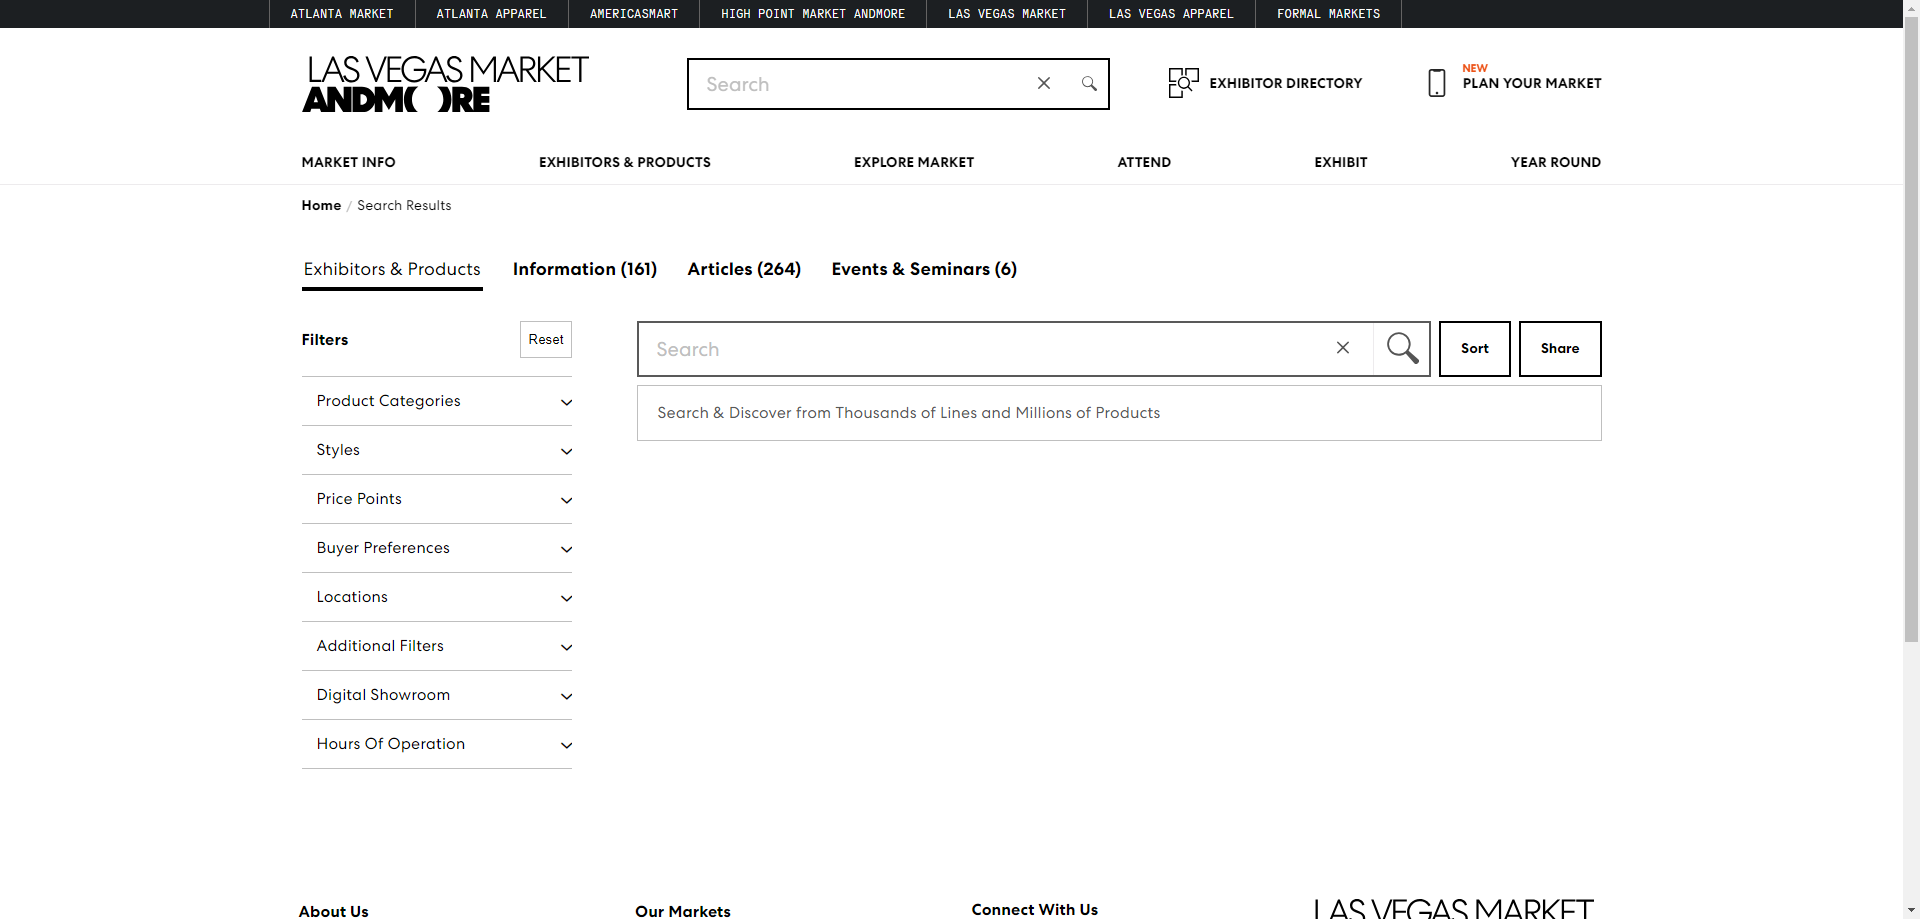 ATLANTA MARKET
ATLANTA APPAREL
AMERICASMART
HIGH POINT MARKET ANDMORE
LAS VEGAS MARKET
LAS VEGAS APPAREL
FORMAL MARKETS
LAS VEGAS MARKET
ANDMORE
Search
EXHIBITOR DIRECTORY
NEW
PLAN YOUR MARKET
MARKET INFO
EXHIBITORS & PRODUCTS
EXPLORE MARKET
ATTEND
EXHIBIT
YEAR ROUND
Home / Search Results
Exhibitors & Products
Information (161)
Articles (264)
Events & Seminars (6)
Filters
Reset
Search
Sort
Share
Search & Discover from Thousands of Lines and Millions of Products
Product Categories
Styles
Price Points
Buyer Preferences
Locations
Additional Filters
Digital Showroom
Hours Of Operation
About Us
Our Markets
Connect With Us
LAS VEGAS MARKET